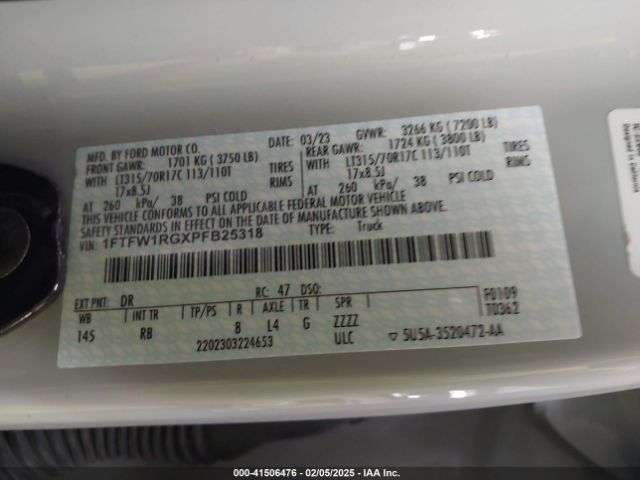 MFD. BY FORD MOTOR CO.
DATE: 03/23 GVWR: 3266 KG ( 7200 LB)
FRONT GAWR: 1701 KG ( 3750 LB)
REAR GAWR: 1724 KG ( 3800 LB)
WITH LT315/70R17C 113/110T TIRES
WITH LT315/70R17C 113/110T TIRES
17x8.5J RIMS
17x8.5J RIMS
AT 260 kPa/ 38 PSI COLD
AT 260 kPa/ 38 PSI COLD
THIS VEHICLE CONFORMS TO ALL APPLICABLE FEDERAL MOTOR VEHICLE
SAFETY STANDARDS IN EFFECT ON THE DATE OF MANUFACTURE SHOWN ABOVE.
VIN: 1FTFW1RGXPFB25318
TYPE: Truck
EXT PNT: DR RC: 47 DSO:
WB INT TR TP/PS R AXLE TR SPR
145 RB 8 L4 G ZZZZ
2202303224653 ULC
F0109
T0362
▽ 5U5A-3520472-AA
000-41506476 - 02/05/2025 - IAA Inc.